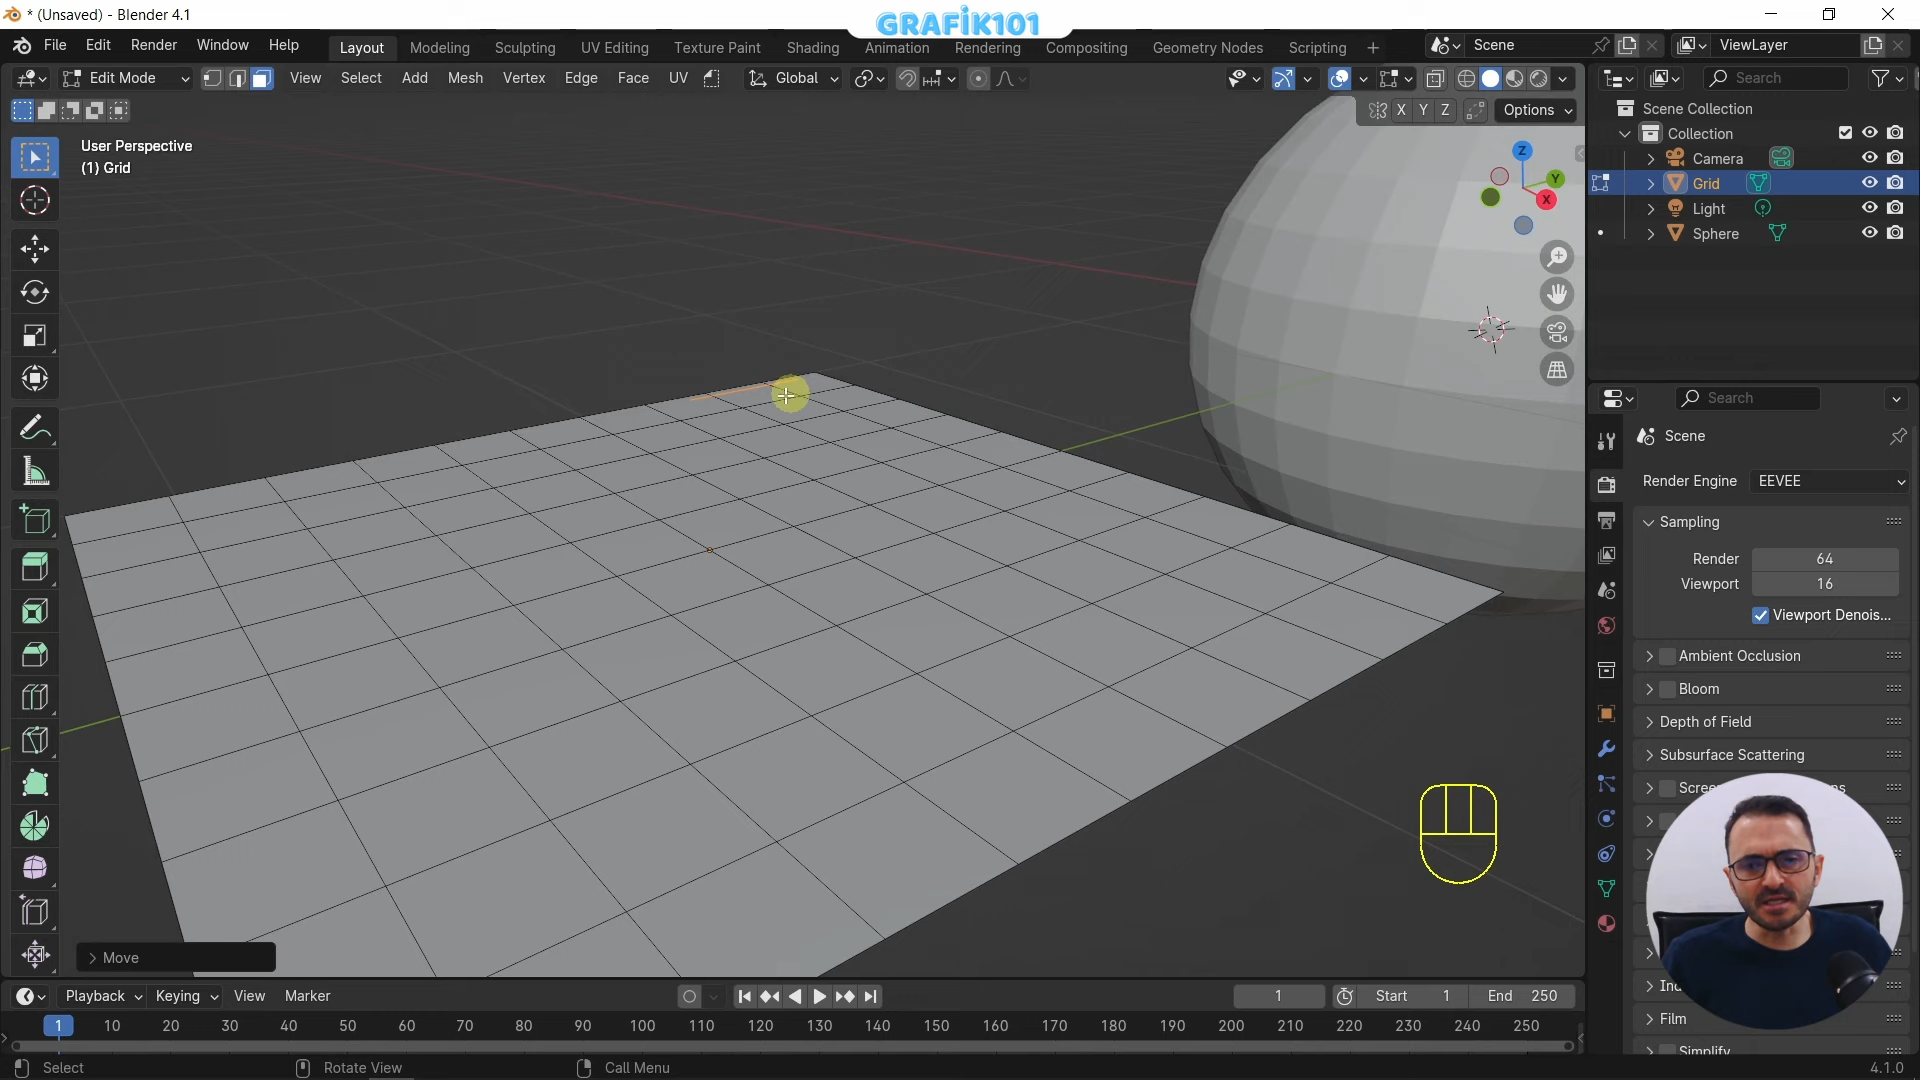 * (Unsaved) - Blender 4.1
GRAFİK101
File Edit Render Window Help Layout Modeling Sculpting UV Editing Texture Paint Shading Animation Rendering Compositing Geometry Nodes Scripting + Scene ViewLayer
Edit Mode View Select Add Mesh Vertex Edge Face UV Global Search
X Y Z Options
User Perspective
(1) Grid
Z
Y
X
Scene Collection
Collection
Camera
Grid
Light
Sphere
Search
Scene
Render Engine EEVEE
Sampling
Render 64
Viewport 16
Viewport Denois...
Ambient Occlusion
Bloom
Depth of Field
Subsurface Scattering
Film
Move
Playback Keying View Marker 1 Start 1 End 250
1 10 20 30 40 50 60 70 80 90 100 110 120 130 140 150 160 170 180 190 200 210 220 230 240 250
Select Rotate View Call Menu 4.1.0